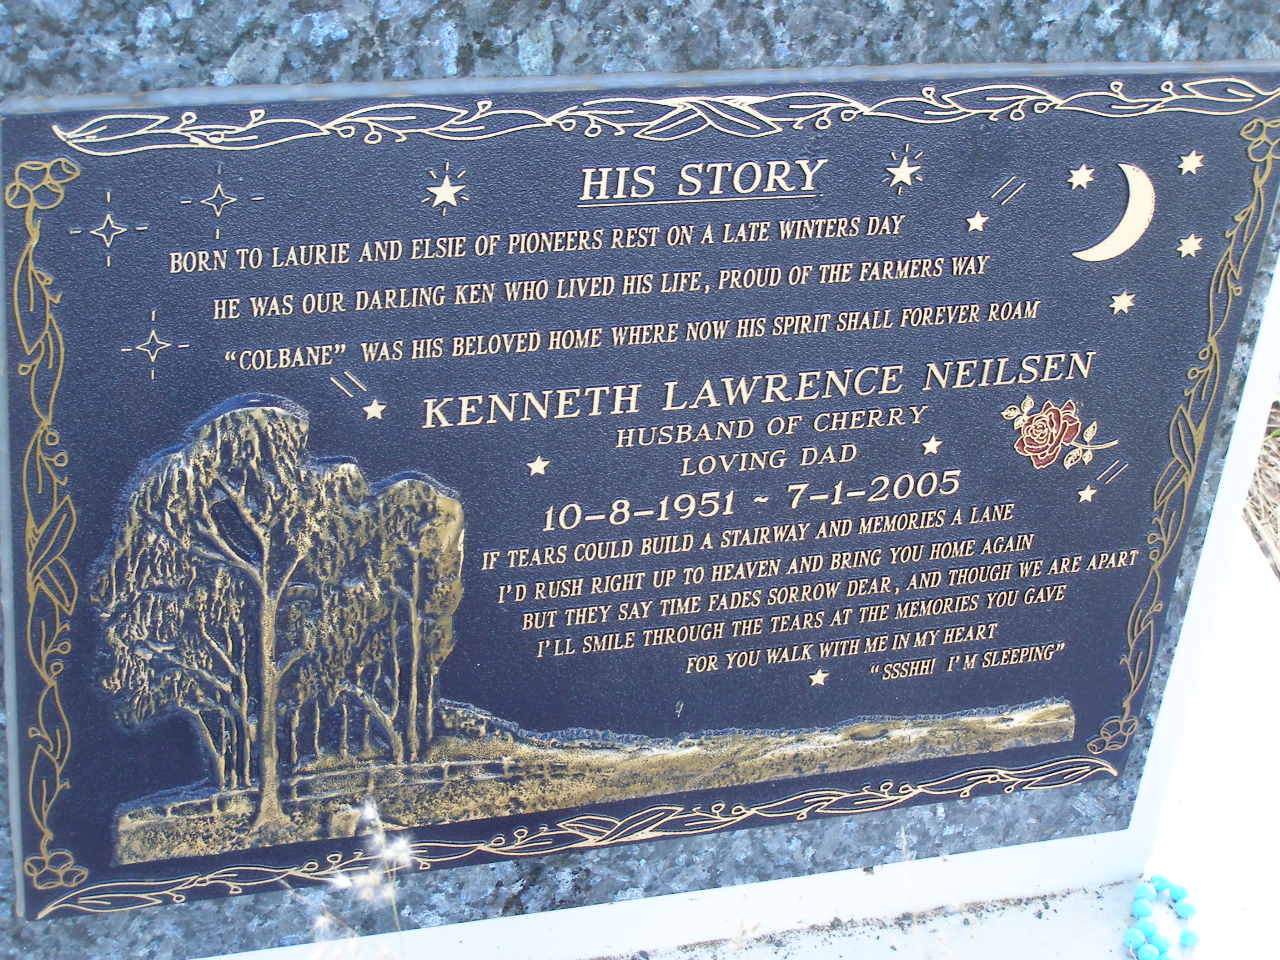 HIS STORY
BORN TO LAURIE AND ELSIE OF PIONEERS REST ON A LATE WINTERS DAY
HE WAS OUR DARLING KEN WHO LIVED HIS LIFE, PROUD OF THE FARMERS WAY
"COLBANE" WAS HIS BELOVED HOME WHERE NOW HIS SPIRIT SHALL FOREVER ROAM
KENNETH LAWRENCE NEILSEN
HUSBAND OF CHERRY
LOVING DAD
10-8-1951 ~ 7-1-2005
IF TEARS COULD BUILD A STAIRWAY AND MEMORIES A LANE
I'D RUSH RIGHT UP TO HEAVEN AND BRING YOU HOME AGAIN
BUT THEY SAY TIME FADES SORROW DEAR, AND THOUGH WE ARE APART
I'LL SMILE THROUGH THE TEARS AT THE MEMORIES YOU GAVE
FOR YOU WALK WITH ME IN MY HEART
"SSSHH! I'M SLEEPING"